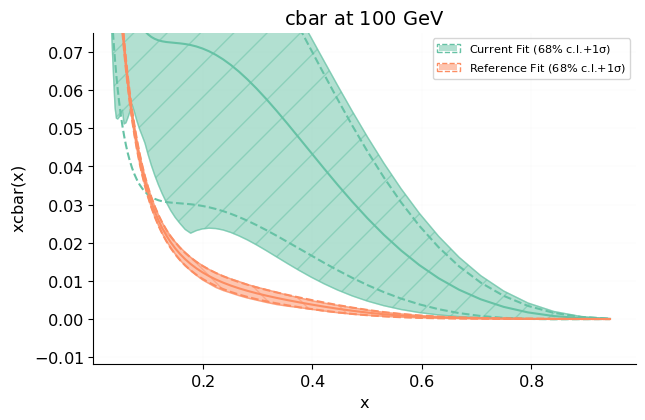 cbar at 100 GeV
Current Fit (68% c.l.+1σ)
Reference Fit (68% c.l.+1σ)
xcbar(x)
0.07
0.06
0.05
0.04
0.03
0.02
0.01
0.00
−0.01
0.2 0.4 0.6 0.8
x